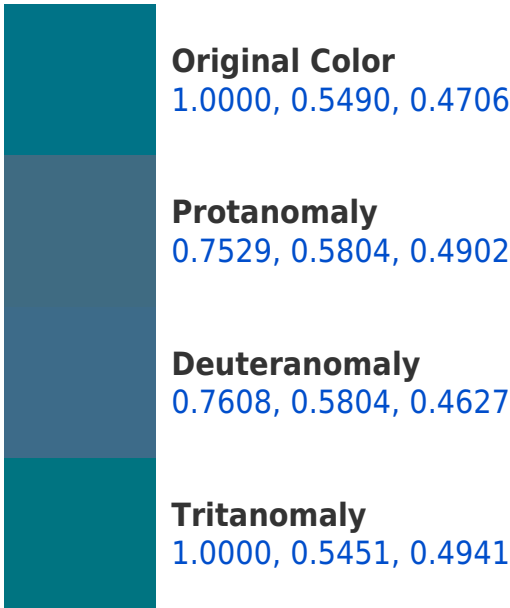 Original Color
1.0000, 0.5490, 0.4706
Protanomaly
0.7529, 0.5804, 0.4902
Deuteranomaly
0.7608, 0.5804, 0.4627
Tritanomaly
1.0000, 0.5451, 0.4941